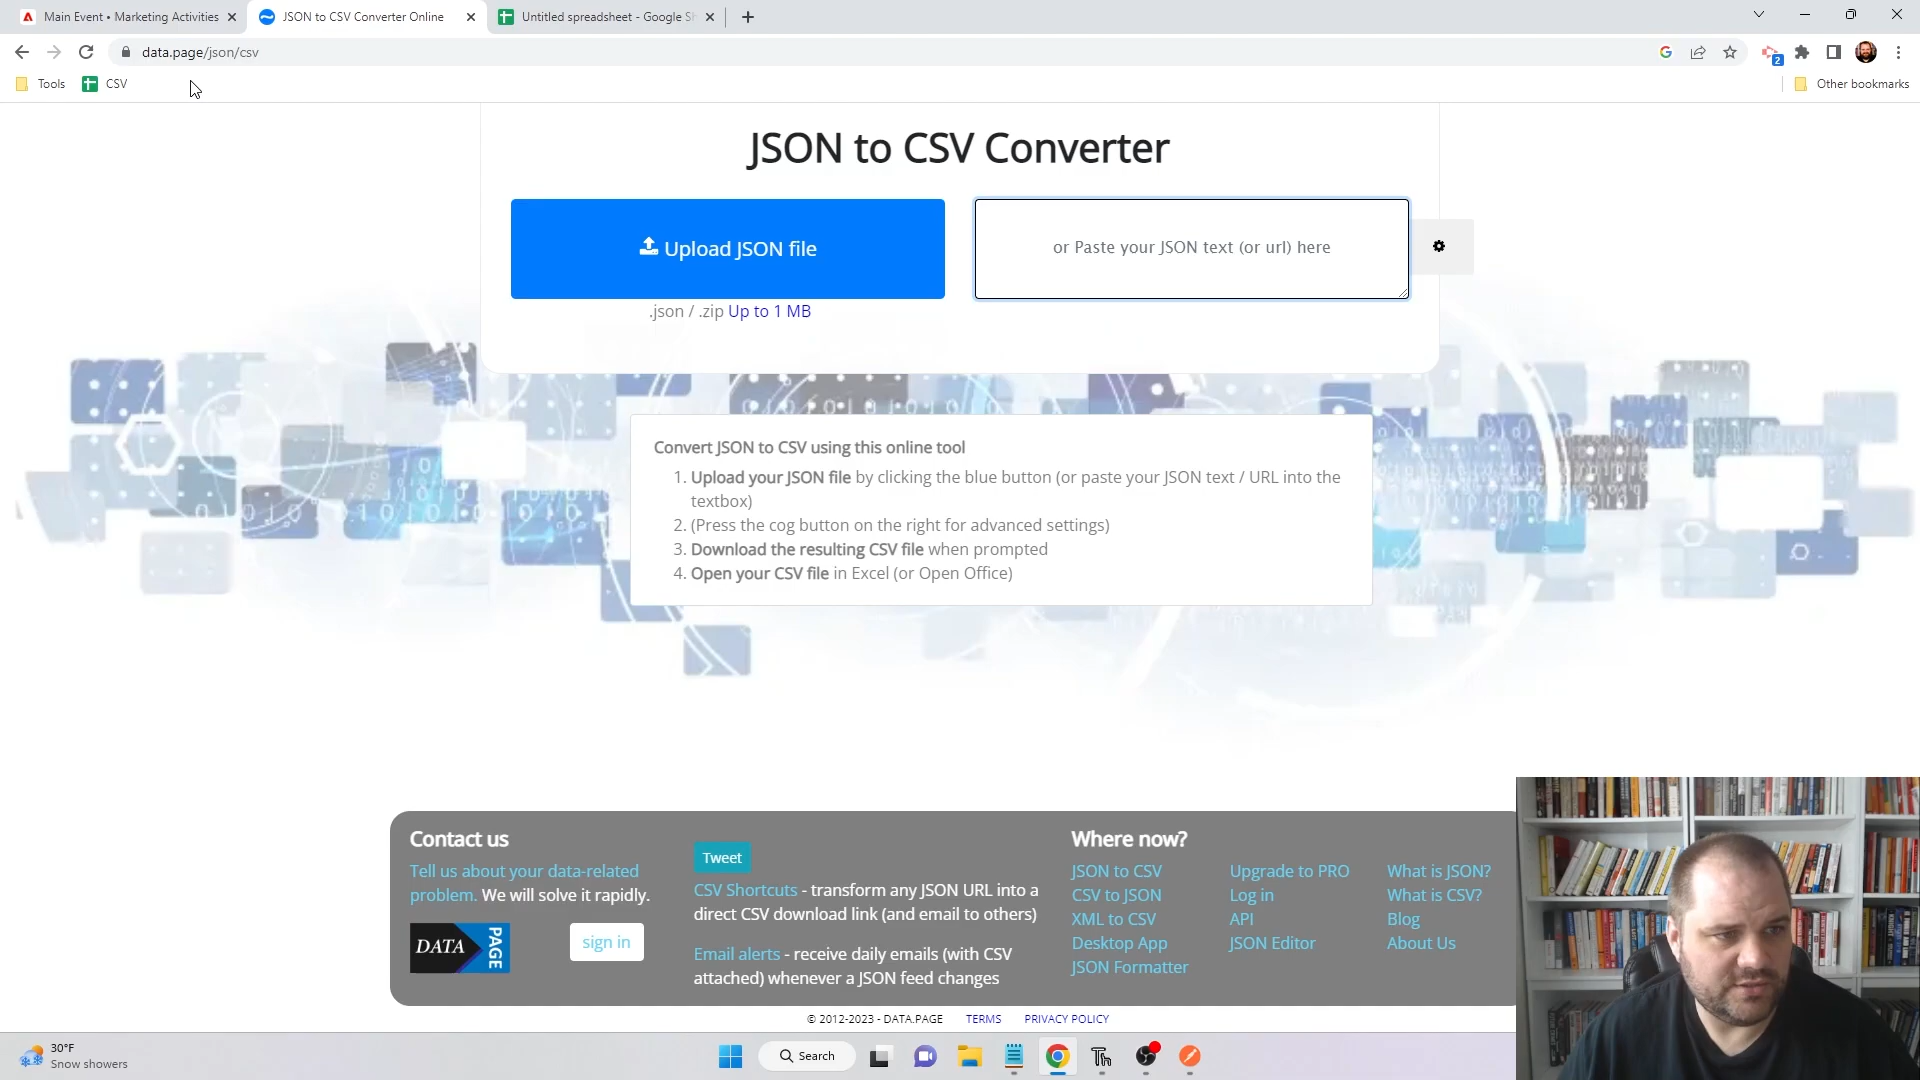 Main Event • Marketing Activities
JSON to CSV Converter Online
Untitled spreadsheet - Google Sh
data.page/json/csv
2
Tools
CSV
Other bookmarks
JSON to CSV Converter
Upload JSON file
or Paste your JSON text (or url) here
.json / .zip Up to 1 MB
Convert JSON to CSV using this online tool
1. Upload your JSON file by clicking the blue button (or paste your JSON text / URL into the
textbox)
2. (Press the cog button on the right for advanced settings)
3. Download the resulting CSV file when prompted
4. Open your CSV file in Excel (or Open Office)
Contact us
Tell us about your data-related
problem. We will solve it rapidly.
DATA PAGE
sign in
Tweet
CSV Shortcuts - transform any JSON URL into a
direct CSV download link (and email to others)
Email alerts - receive daily emails (with CSV
attached) whenever a JSON feed changes
Where now?
JSON to CSV
CSV to JSON
XML to CSV
Desktop App
JSON Formatter
Upgrade to PRO
Log in
API
JSON Editor
What is JSON?
What is CSV?
Blog
About Us
© 2012-2023 - DATA.PAGE TERMS PRIVACY POLICY
30°F
Snow showers
Search